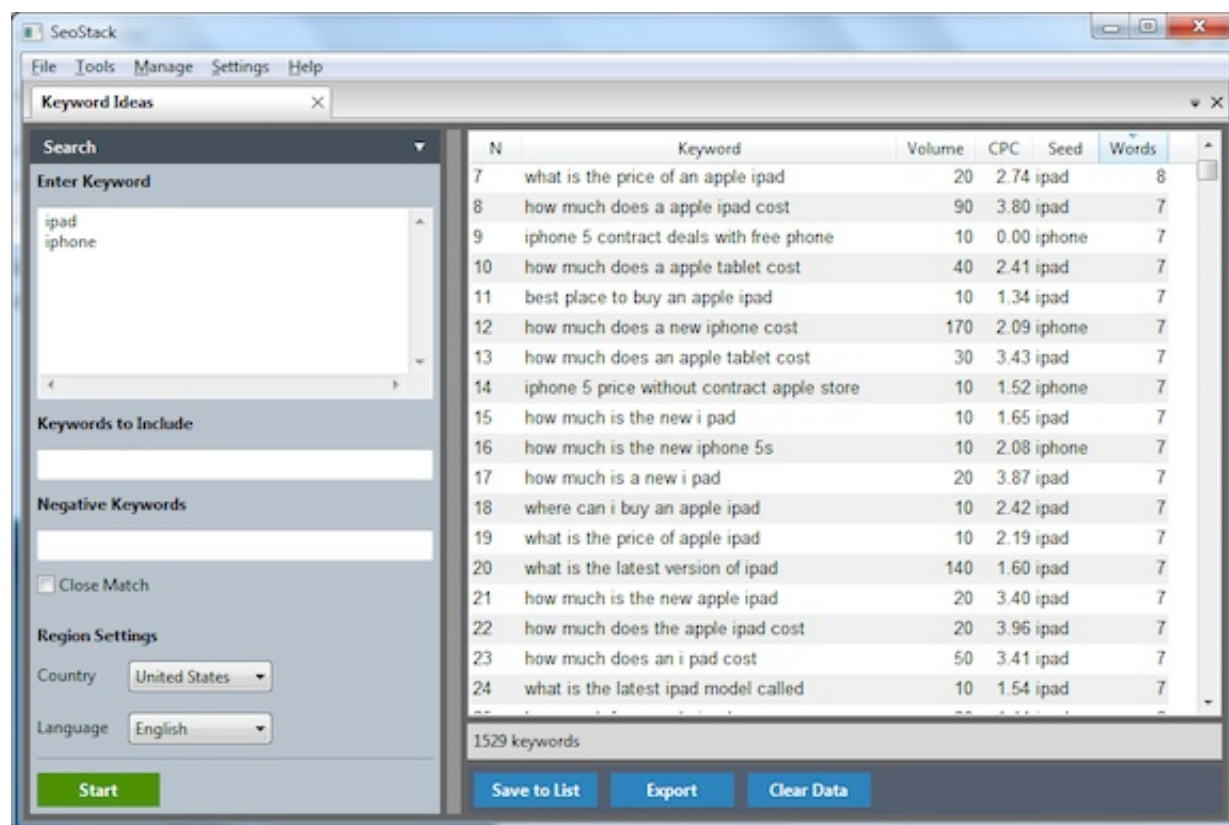 SeoStack
File Tools Manage Settings Help
Keyword Ideas
Search
Enter Keyword
ipad
iphone
Keywords to Include
Negative Keywords
Close Match
Region Settings
Country United States
Language English
Start
N Keyword Volume CPC Seed Words
7 what is the price of an apple ipad 20 2.74 ipad 8
8 how much does a apple ipad cost 90 3.80 ipad 7
9 iphone 5 contract deals with free phone 10 0.00 iphone 7
10 how much does a apple tablet cost 40 2.41 ipad 7
11 best place to buy an apple ipad 10 1.34 ipad 7
12 how much does a new iphone cost 170 2.09 iphone 7
13 how much does an apple tablet cost 30 3.43 ipad 7
14 iphone 5 price without contract apple store 10 1.52 iphone 7
15 how much is the new i pad 10 1.65 ipad 7
16 how much is the new iphone 5s 10 2.08 iphone 7
17 how much is a new i pad 20 3.87 ipad 7
18 where can i buy an apple ipad 10 2.42 ipad 7
19 what is the price of apple ipad 10 2.19 ipad 7
20 what is the latest version of ipad 140 1.60 ipad 7
21 how much is the new apple ipad 20 3.40 ipad 7
22 how much does the apple ipad cost 20 3.96 ipad 7
23 how much does an i pad cost 50 3.41 ipad 7
24 what is the latest ipad model called 10 1.54 ipad 7
1529 keywords
Save to List Export Clear Data